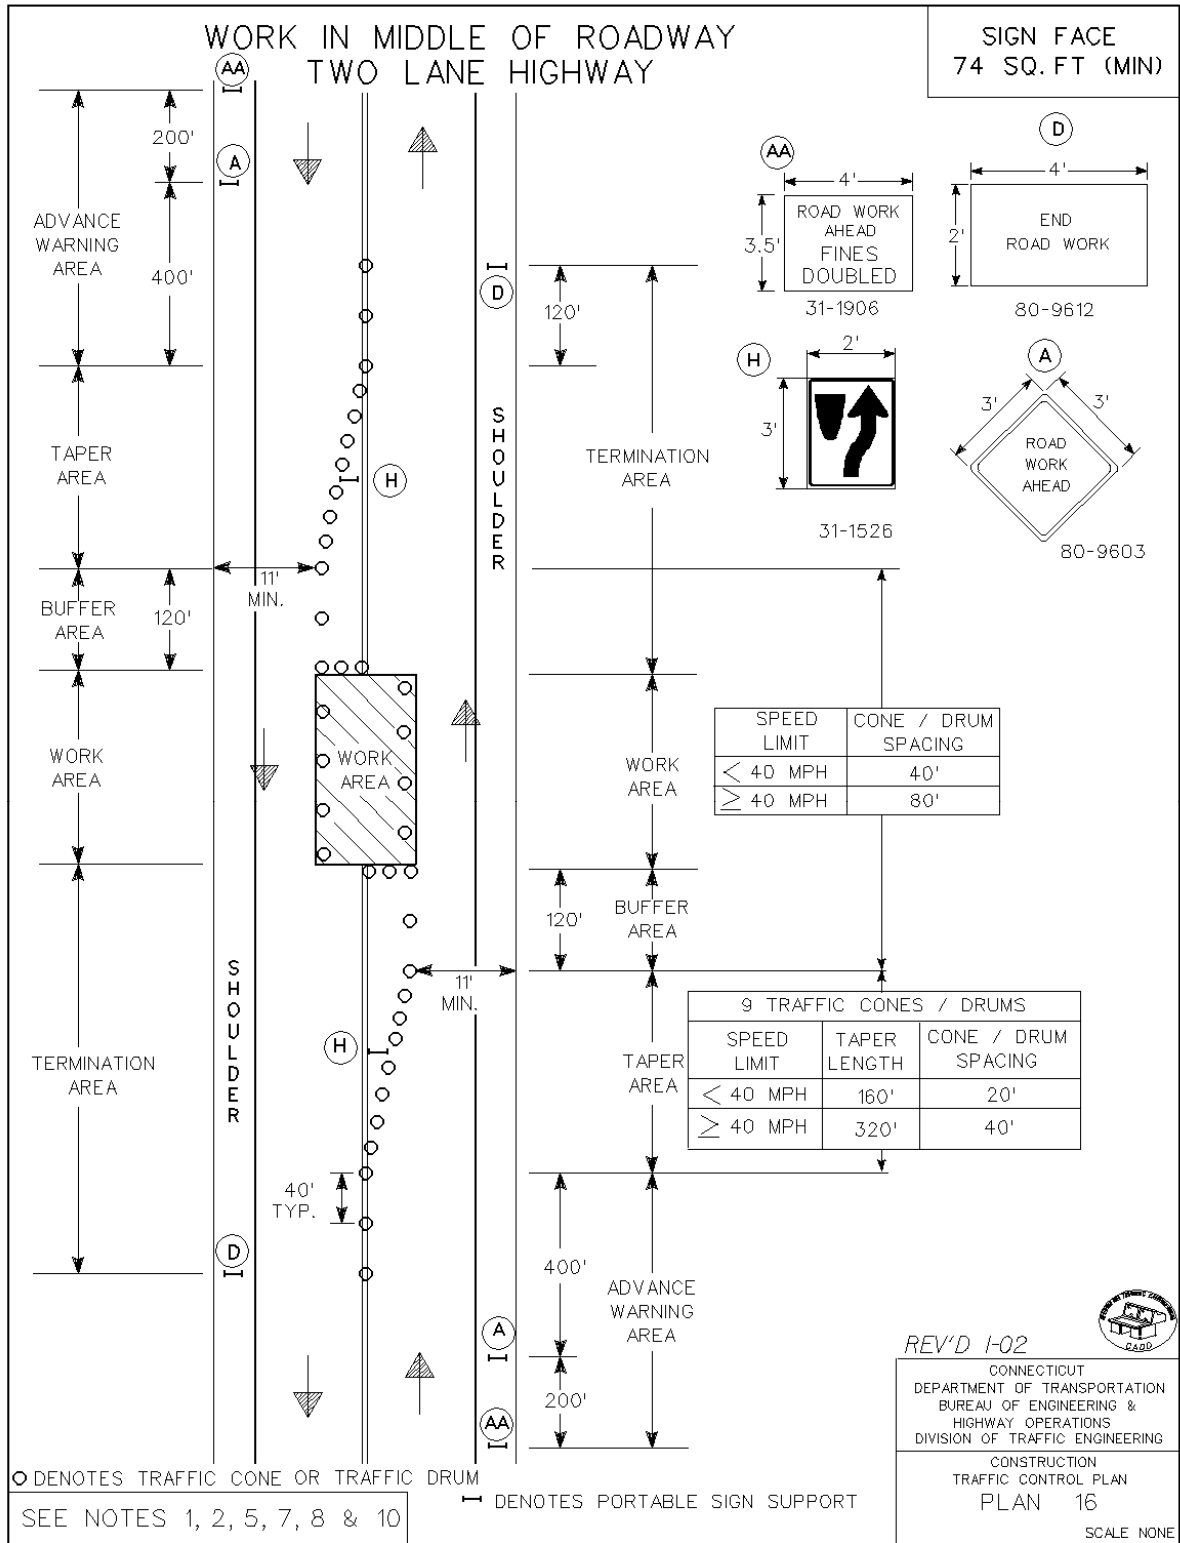 WORK IN MIDDLE OF ROADWAY
TWO LANE HIGHWAY
SIGN FACE
74 SQ.FT (MIN)
AA
200'
A
ADVANCE
WARNING
AREA
400'
TAPER
AREA
11'
MIN.
BUFFER
AREA
120'
WORK
AREA
TERMINATION
AREA
SHOULDER
H
40'
TYP.
D
WORK
AREA
H
SHOULDER
D
120'
TERMINATION
AREA
WORK
AREA
120'
BUFFER
AREA
11'
MIN.
TAPER
AREA
400'
ADVANCE
WARNING
AREA
A
200'
AA
AA
4'
3.5'
ROAD WORK
AHEAD
FINES
DOUBLED
31-1906
D
4'
2'
END
ROAD WORK
80-9612
H
2'
3'
31-1526
A
3'
3'
ROAD
WORK
AHEAD
80-9603
SPEED LIMIT CONE / DRUM SPACING
< 40 MPH 40'
≥ 40 MPH 80'
9 TRAFFIC CONES / DRUMS
SPEED LIMIT TAPER LENGTH CONE / DRUM SPACING
< 40 MPH 160' 20'
≥ 40 MPH 320' 40'
O DENOTES TRAFFIC CONE OR TRAFFIC DRUM
DENOTES PORTABLE SIGN SUPPORT
SEE NOTES 1, 2, 5, 7, 8 & 10
REV'D 1-02
CADD
CONNECTICUT
DEPARTMENT OF TRANSPORTATION
BUREAU OF ENGINEERING &
HIGHWAY OPERATIONS
DIVISION OF TRAFFIC ENGINEERING
CONSTRUCTION
TRAFFIC CONTROL PLAN
PLAN 16
SCALE NONE